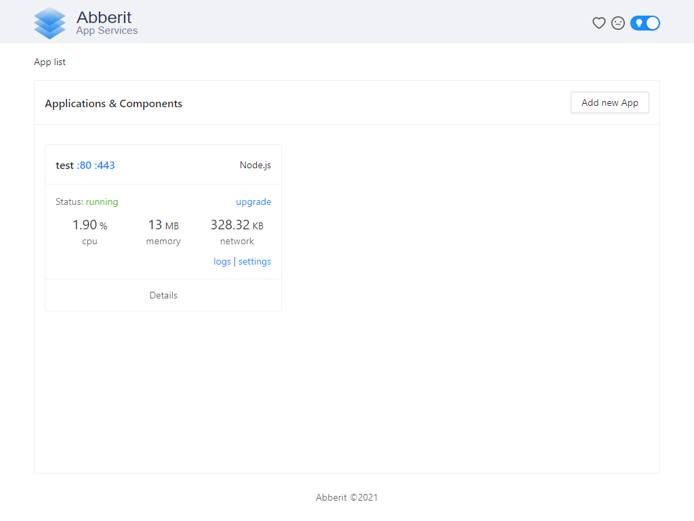 Abberit
App Services
App list
Applications & Components
Add new App
test :80 :443
Node.js
Status: running
upgrade
1.90 %
13 MB
328.32 KB
cpu
memory
network
logs | settings
Details
Abberit ©2021